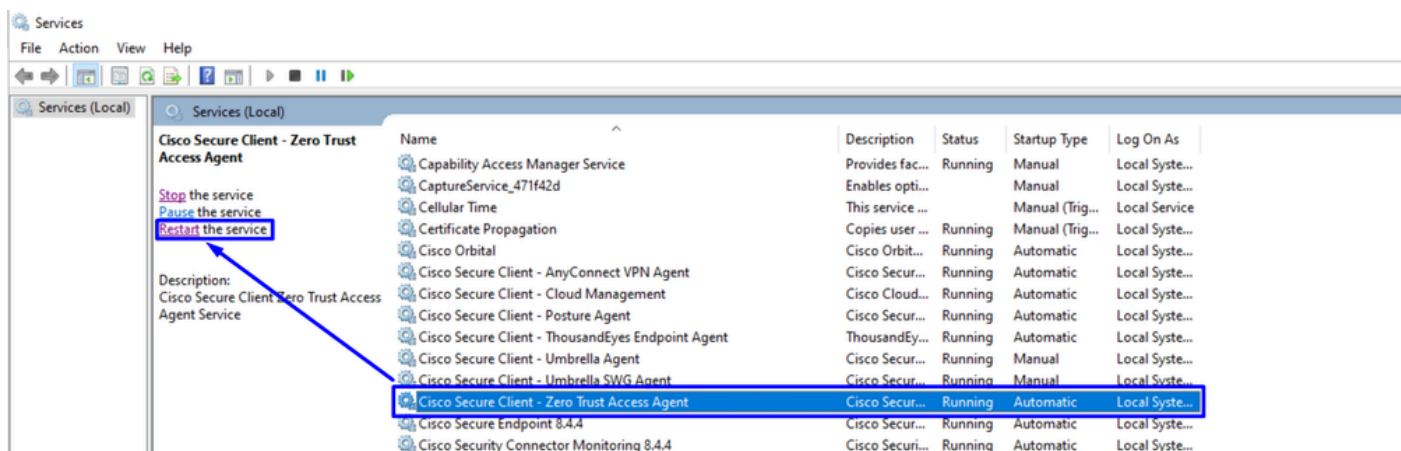 Services
File Action View Help
Services (Local)
Services (Local)
Cisco Secure Client - Zero Trust
Access Agent
Stop the service
Pause the service
Restart the service
Description:
Cisco Secure Client Zero Trust Access
Agent Service
Name Description Status Startup Type Log On As
Capability Access Manager Service Provides fac... Running Manual Local Syste...
CaptureService_471f42d Enables opti... Manual Local Syste...
Cellular Time This service ... Manual (Trig... Local Service
Certificate Propagation Copies user ... Running Manual (Trig... Local Syste...
Cisco Orbital Cisco Orbit... Running Automatic Local Syste...
Cisco Secure Client - AnyConnect VPN Agent Cisco Secur... Running Automatic Local Syste...
Cisco Secure Client - Cloud Management Cisco Cloud... Running Automatic Local Syste...
Cisco Secure Client - Posture Agent Cisco Secur... Running Automatic Local Syste...
Cisco Secure Client - ThousandEyes Endpoint Agent ThousandEy... Running Automatic Local Syste...
Cisco Secure Client - Umbrella Agent Cisco Secur... Running Manual Local Syste...
Cisco Secure Client - Umbrella SWG Agent Cisco Secur... Running Manual Local Syste...
Cisco Secure Client - Zero Trust Access Agent Cisco Secur... Running Automatic Local Syste...
Cisco Secure Endpoint 8.4.4 Cisco Secur... Running Automatic Local Syste...
Cisco Security Connector Monitoring 8.4.4 Cisco Securi... Running Automatic Local Syste...